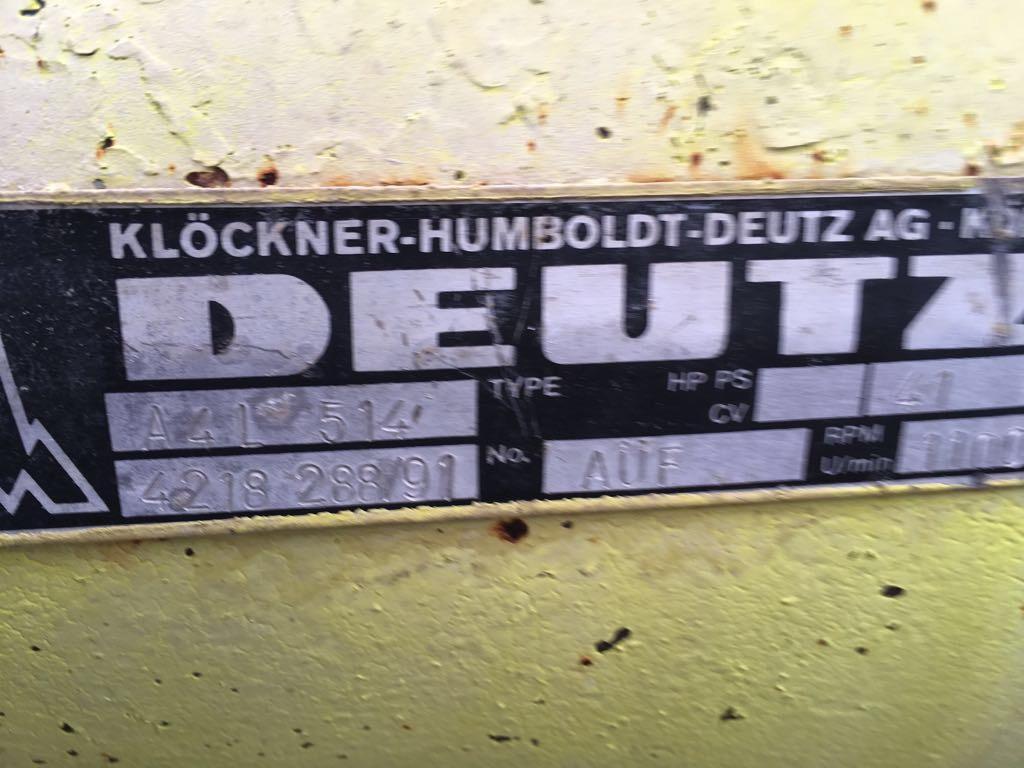 KLÖCKNER-HUMBOLDT-DEUTZ AG -
DEUTZ
A4L 514 TYPE HP PS 41
CV
4218 288/91 No. AUF RPM
U/min